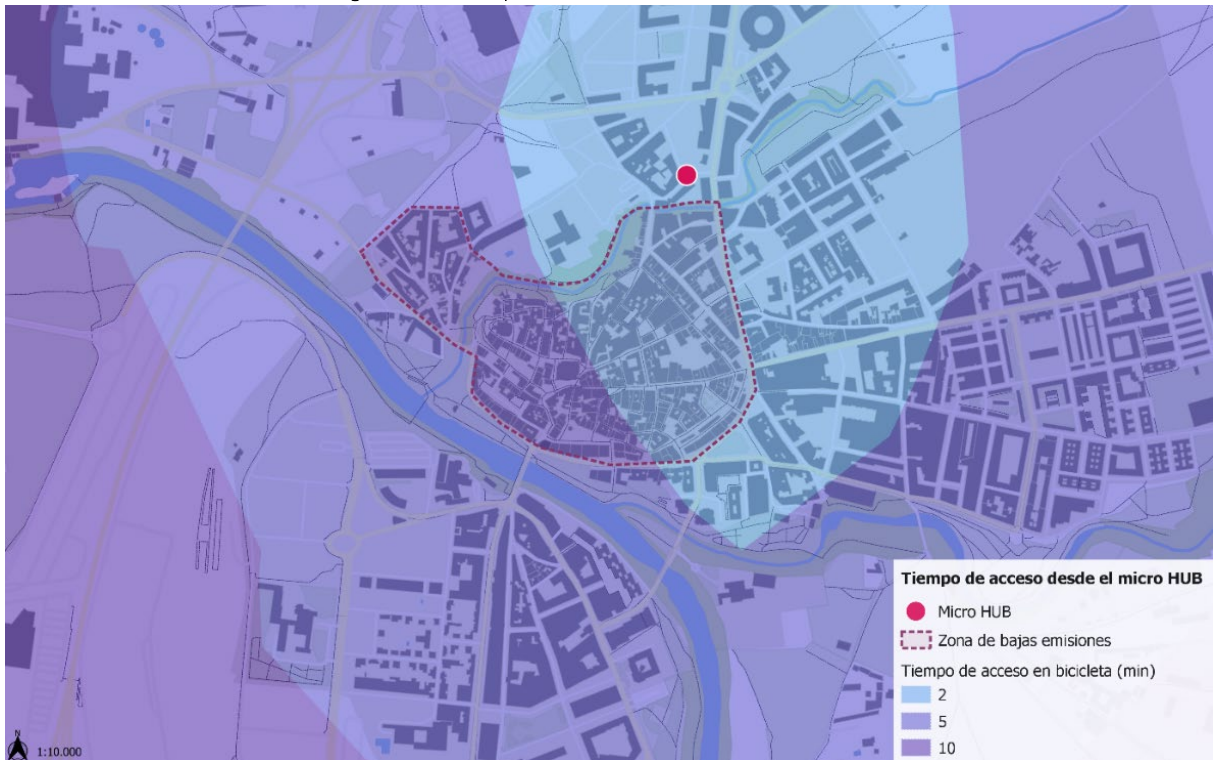 Tiempo de acceso desde el micro HUB
Micro HUB
Zona de bajas emisiones
Tiempo de acceso en bicicleta (min)
2
5
10
N
1:10.000